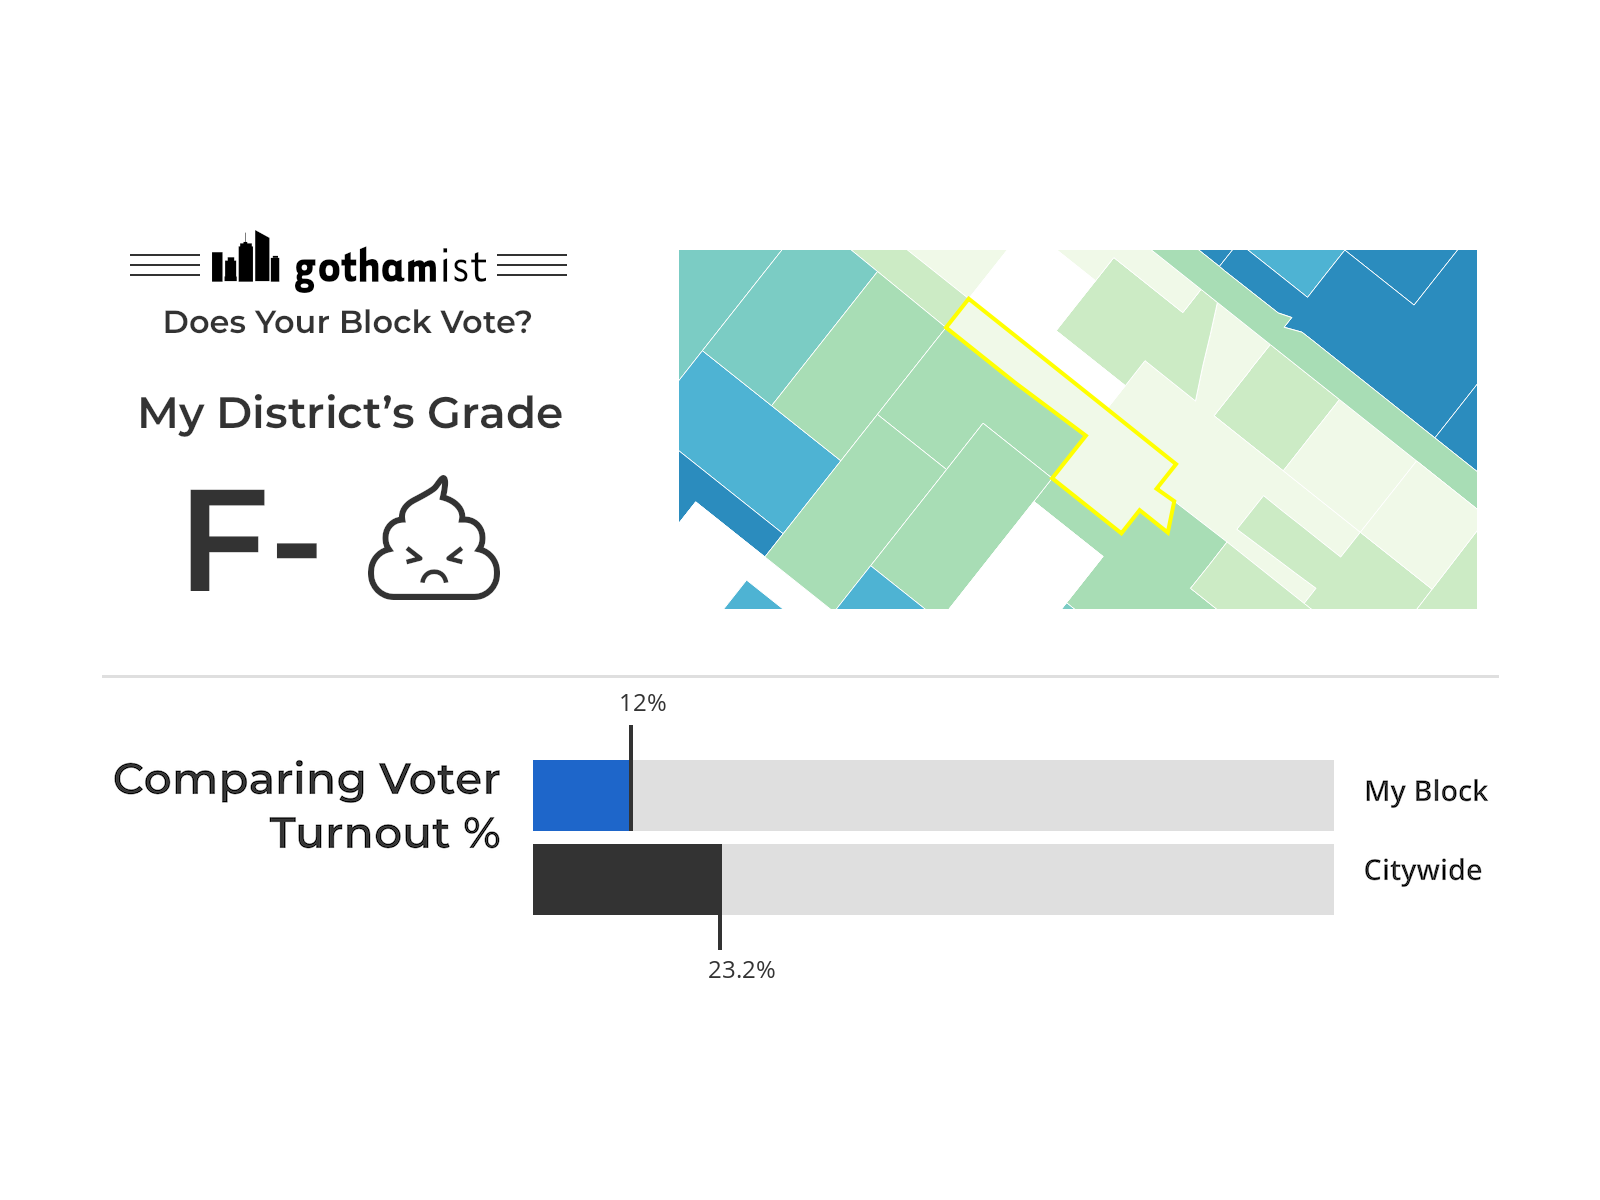 gothamist
Does Your Block Vote?
My District’s Grade
F-
12%
Comparing Voter
Turnout %
My Block
Citywide
23.2%